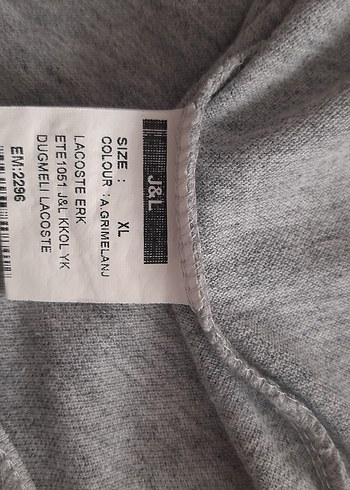 J&L
SIZE : XL
COLOUR : A.GRIMELANJ
LACOSTE ERK
ETE1051 J&L KKOL YK
DUGMELI LACOSTE
EM:2296